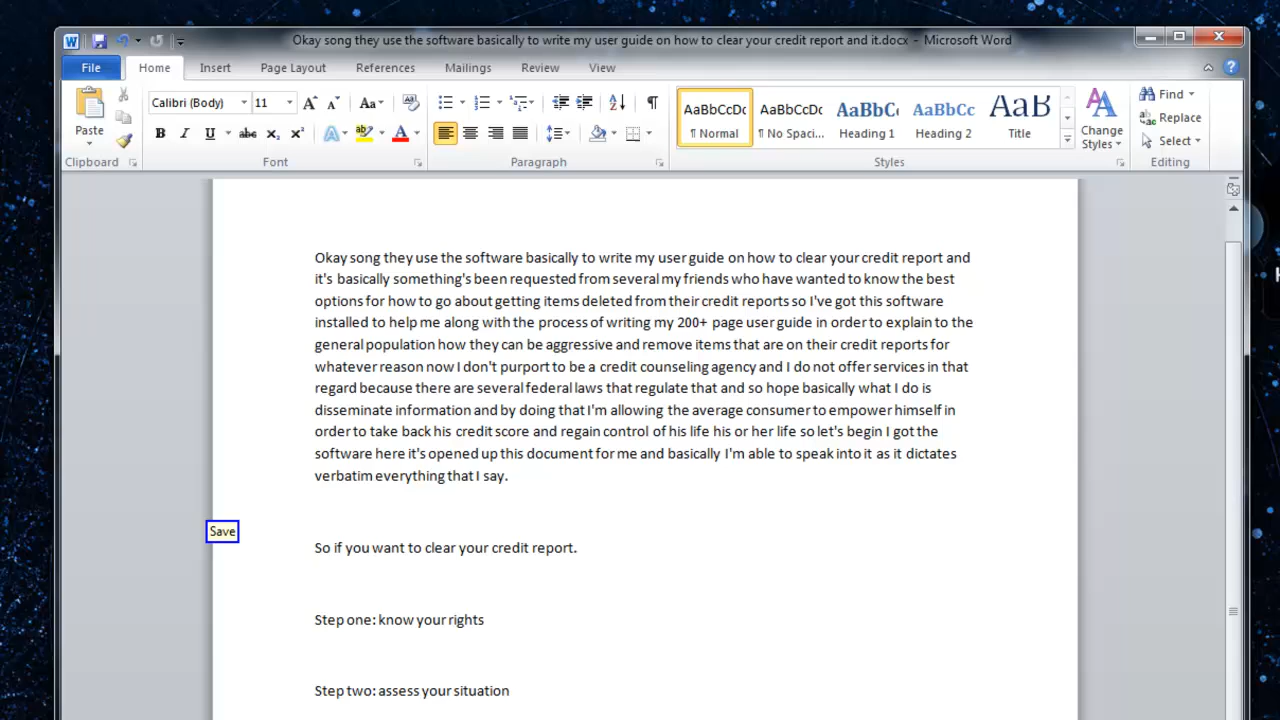 Okay song they use the software basically to write my user guide on how to clear your credit report and it.docx - Microsoft Word
File Home Insert Page Layout References Mailings Review View
Calibri (Body) 11 Aa
Paste
B I U abc x₂ x² A A
AaBbCcDc AaBbCcDc AaBbC AaBbCc AaB
¶ Normal ¶ No Spaci... Heading 1 Heading 2 Title
Change Styles
Find
Replace
Select
Clipboard Font Paragraph Styles Editing
Okay song they use the software basically to write my user guide on how to clear your credit report and
it's basically something's been requested from several my friends who have wanted to know the best
options for how to go about getting items deleted from their credit reports so I've got this software
installed to help me along with the process of writing my 200+ page user guide in order to explain to the
general population how they can be aggressive and remove items that are on their credit reports for
whatever reason now I don't purport to be a credit counseling agency and I do not offer services in that
regard because there are several federal laws that regulate that and so hope basically what I do is
disseminate information and by doing that I'm allowing the average consumer to empower himself in
order to take back his credit score and regain control of his life his or her life so let's begin I got the
software here it's opened up this document for me and basically I'm able to speak into it as it dictates
verbatim everything that I say.
Save
So if you want to clear your credit report.
Step one: know your rights
Step two: assess your situation